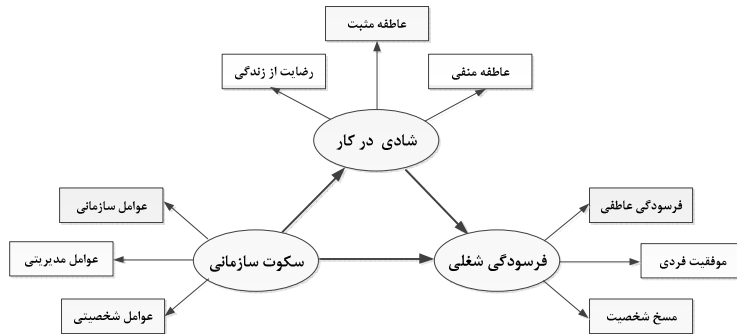 عاطفه مثبت
رضایت از زندگی
عاطفه منفی
شادی در کار
عوامل سازمانی
فرسودگی عاطفی
سکوت سازمانی
فرسودگی شغلی
عوامل مدیریتی
موفقیت فردی
عوامل شخصیتی
مسخ شخصیت